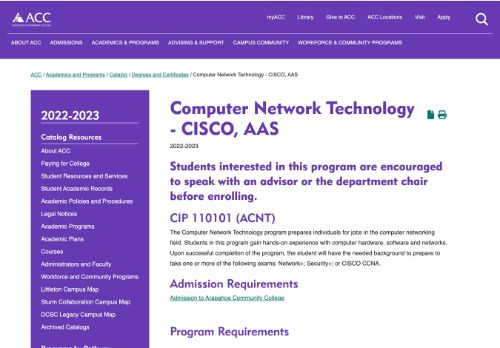 ACC
myACC Library Give to ACC ACC Locations Visit Apply
ABOUT ACC ADMISSIONS ACADEMICS & PROGRAMS ADVISING & SUPPORT CAMPUS COMMUNITY WORKFORCE & COMMUNITY PROGRAMS
ACC / Academics and Programs / Catalog / Degrees and Certificates / Computer Network Technology - CISCO, AAS
2022-2023
Catalog Resources
About ACC
Paying for College
Student Resources and Services
Student Academic Records
Academic Policies and Procedures
Legal Notices
Academic Programs
Academic Plans
Courses
Administrators and Faculty
Workforce and Community Programs
Littleton Campus Map
Sturm Collaboration Campus Map
DCSC Legacy Campus Map
Archived Catalogs
Computer Network Technology
- CISCO, AAS
2022-2023
Students interested in this program are encouraged
to speak with an advisor or the department chair
before enrolling.
CIP 110101 (ACNT)
The Computer Network Technology program prepares individuals for jobs in the computer networking
field. Students in this program gain hands-on experience with computer hardware, software and networks.
Upon successful completion of the program, the student will have the needed background to prepare to
take one or more of the following exams: Network+; Security+; or CISCO CCNA.
Admission Requirements
Admission to Arapahoe Community College
Program Requirements